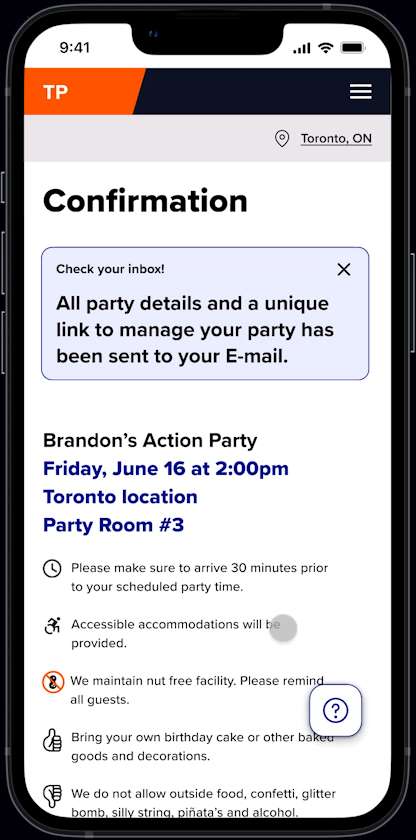 9:41
TP
Toronto, ON
Confirmation
Check your inbox!
All party details and a unique
link to manage your party has
been sent to your E-mail.
Brandon's Action Party
Friday, June 16 at 2:00pm
Toronto location
Party Room #3
Please make sure to arrive 30 minutes prior
to your scheduled party time.
Accessible accommodations will be
provided.
We maintain nut free facility. Please remind
all guests.
Bring your own birthday cake or other baked
goods and decorations.
We do not allow outside food, confetti, glitter
bomb, silly string, piñata's and alcohol.